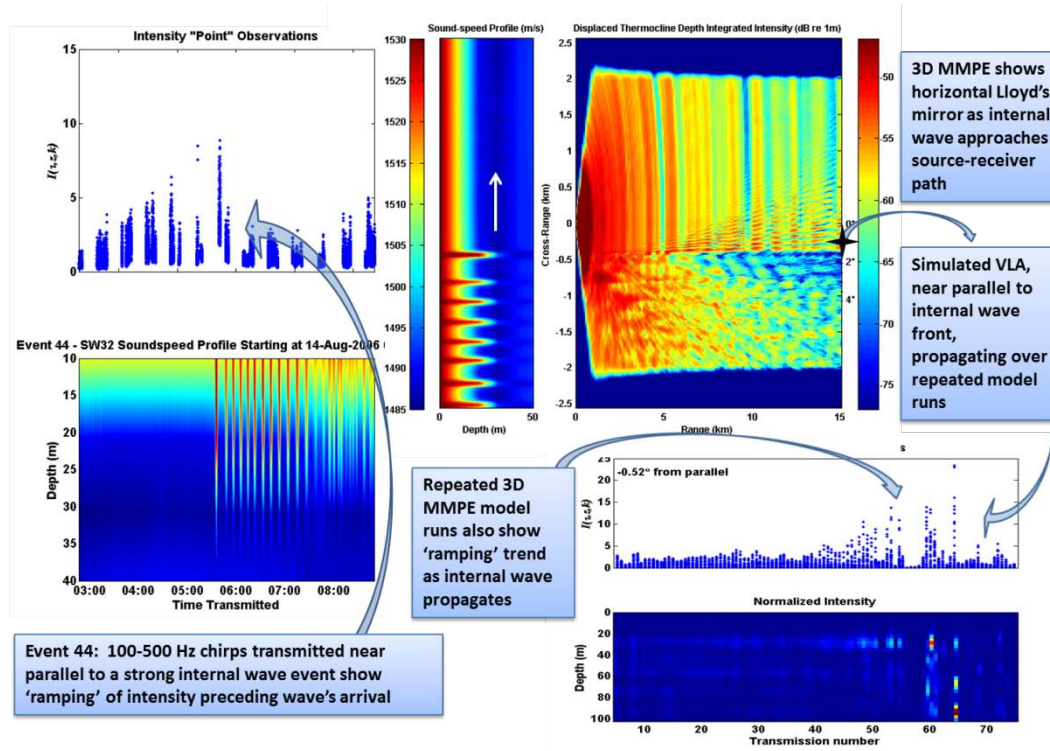 Intensity "Point" Observations
15
10
5
0
I(τ,z,k)
Event 44 - SW32 Soundspeed Profile Starting at 14-Aug-2006
10
15
20
25
30
35
40
Depth (m)
03:00 04:00 05:00 06:00 07:00 08:00
Time Transmitted
1530
1525
1520
1515
1510
1505
1500
1495
1490
1485
Sound-speed Profile (m/s)
0 50
Depth (m)
Displaced Thermocline Depth Integrated Intensity (dB re 1m)
2.5
2
1.5
1
0.5
0
-0.5
-1
-1.5
-2
-2.5
Cross-Range (km)
0 5 10 15
Range (km)
0°
2°
4°
-50
-55
-60
-65
-70
-75
3D MMPE shows
horizontal Lloyd's
mirror as internal
wave approaches
source-receiver
path
Simulated VLA,
near parallel to
internal wave
front,
propagating over
repeated model
runs
Repeated 3D
MMPE model
runs also show
‘ramping’ trend
as internal wave
propagates
Event 44: 100-500 Hz chirps transmitted near
parallel to a strong internal wave event show
‘ramping’ of intensity preceding wave’s arrival
s
-0.52° from parallel
25
20
15
10
5
0
I(τ,z,k)
Normalized Intensity
0
20
40
60
80
100
Depth (m)
10 20 30 40 50 60 70
Transmission number